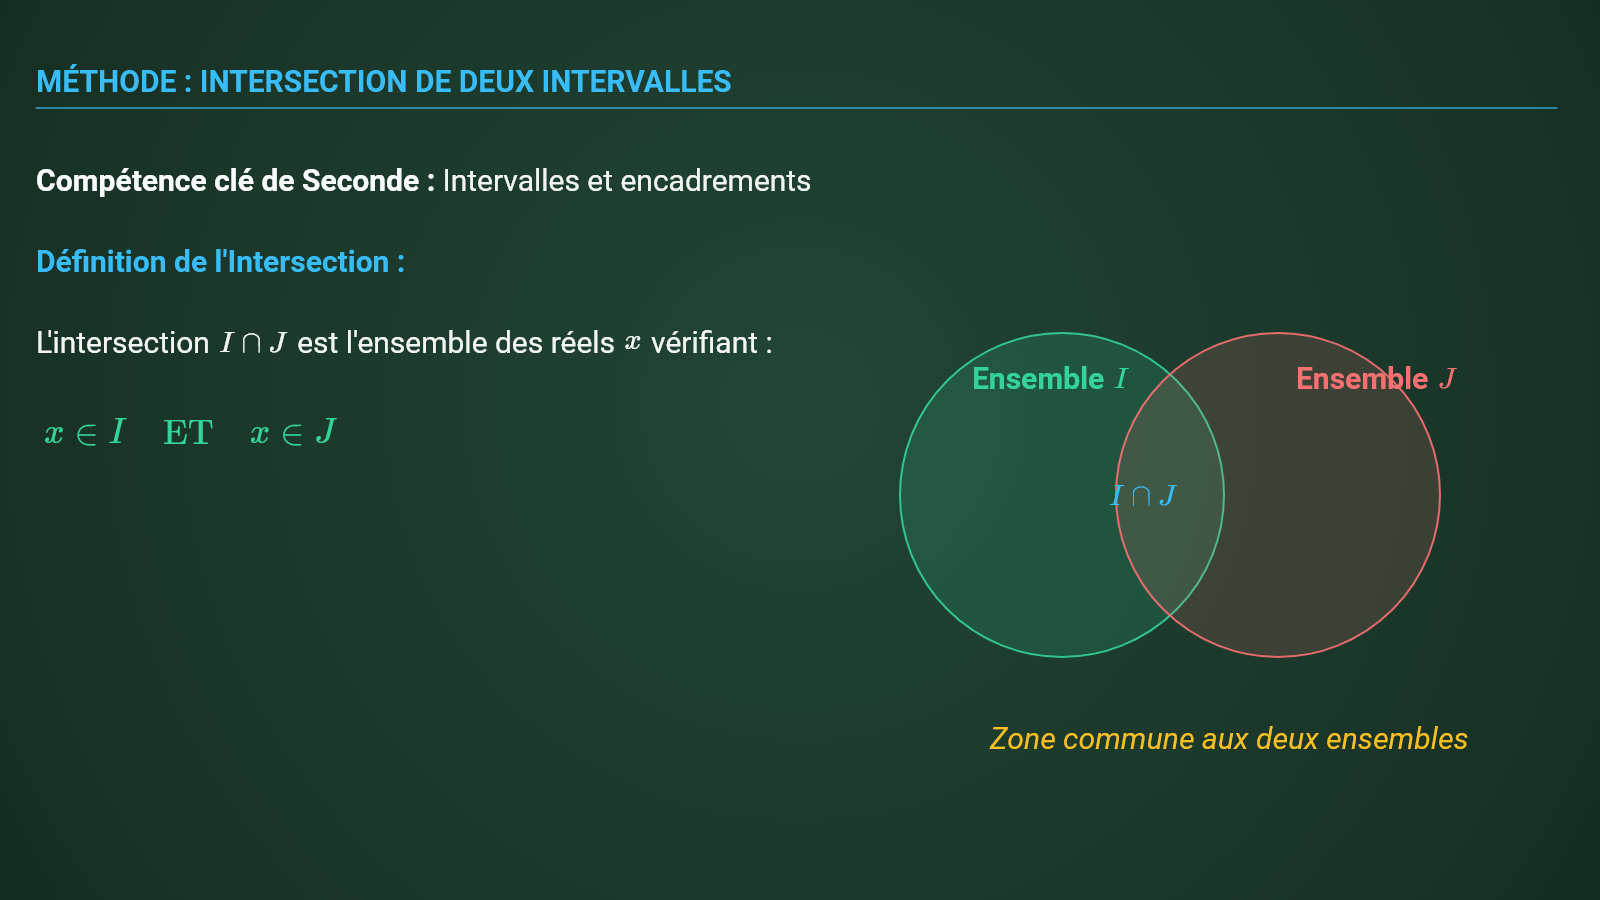 MÉTHODE : INTERSECTION DE DEUX INTERVALLES
Compétence clé de Seconde : Intervalles et encadrements
Définition de l'Intersection :
L'intersection I ∩ J est l'ensemble des réels x vérifiant :
x ∈ I ET x ∈ J
Ensemble I
Ensemble J
I ∩ J
Zone commune aux deux ensembles